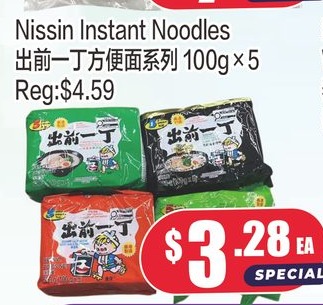 Nissin Instant Noodles
出前一丁方便面系列 100g×5
Reg:$4.59
出前一丁
出前一丁
出前一丁
$3.28 EA
SPECIAL